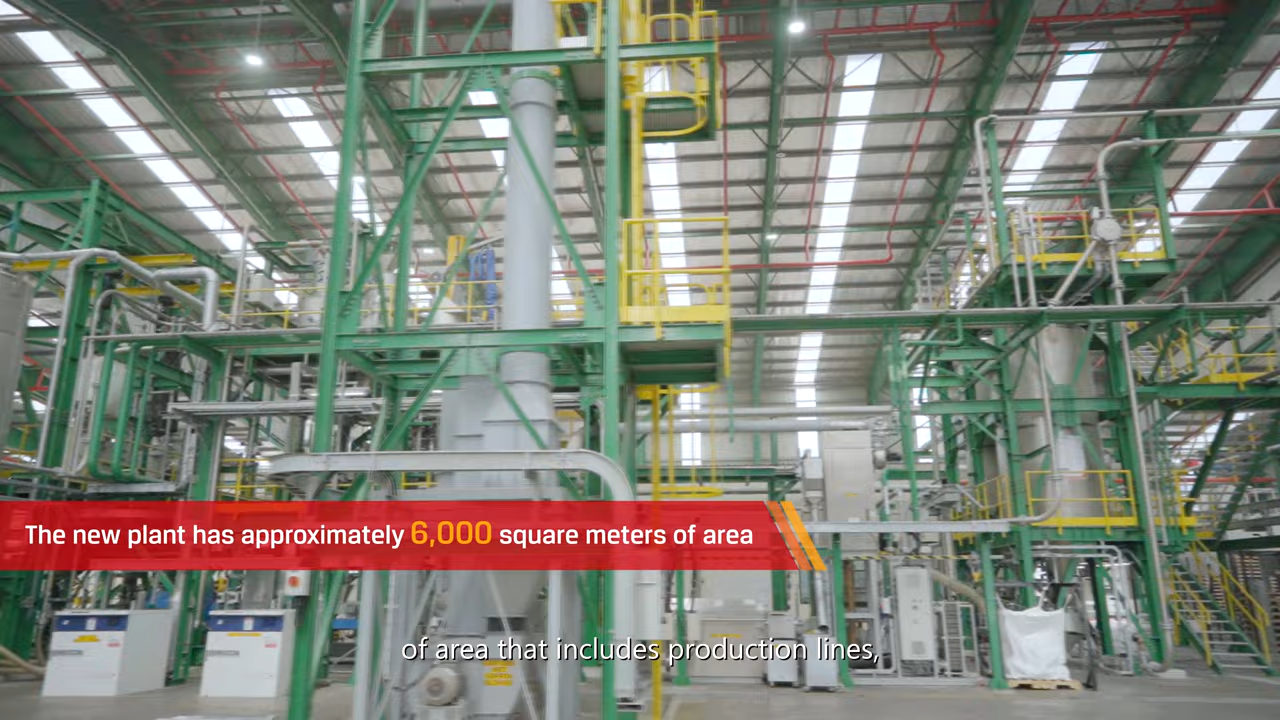 The new plant has approximately 6,000 square meters of area
of area that includes production lines,